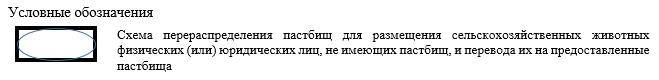 Условные обозначения
Схема перераспределения пастбищ для размещения сельскохозяйственных животных
физических (или) юридических лиц, не имеющих пастбищ, и перевода их на предоставленные
пастбища